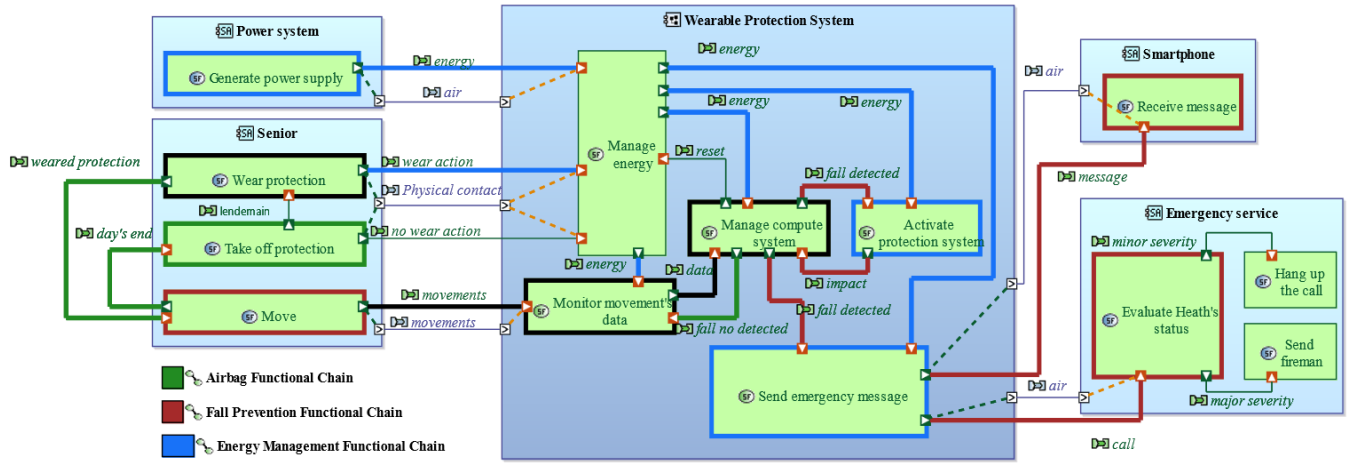 Power system
Generate power supply
energy
air
Senior
weared protection
Wear protection
wear action
Physical contact
lendemain
day's end
Take off protection
no wear action
Move
movements
movements
Wearable Protection System
energy
Manage
energy
energy
energy
reset
fall detected
Manage compute
system
Activate
protection system
energy
data
impact
Monitor movement's
data
fall no detected
fall detected
Send emergency message
Smartphone
air
Receive message
message
Emergency service
minor severity
Evaluate Heath's
status
Hang up
the call
Send
fireman
air
major severity
call
Airbag Functional Chain
Fall Prevention Functional Chain
Energy Management Functional Chain